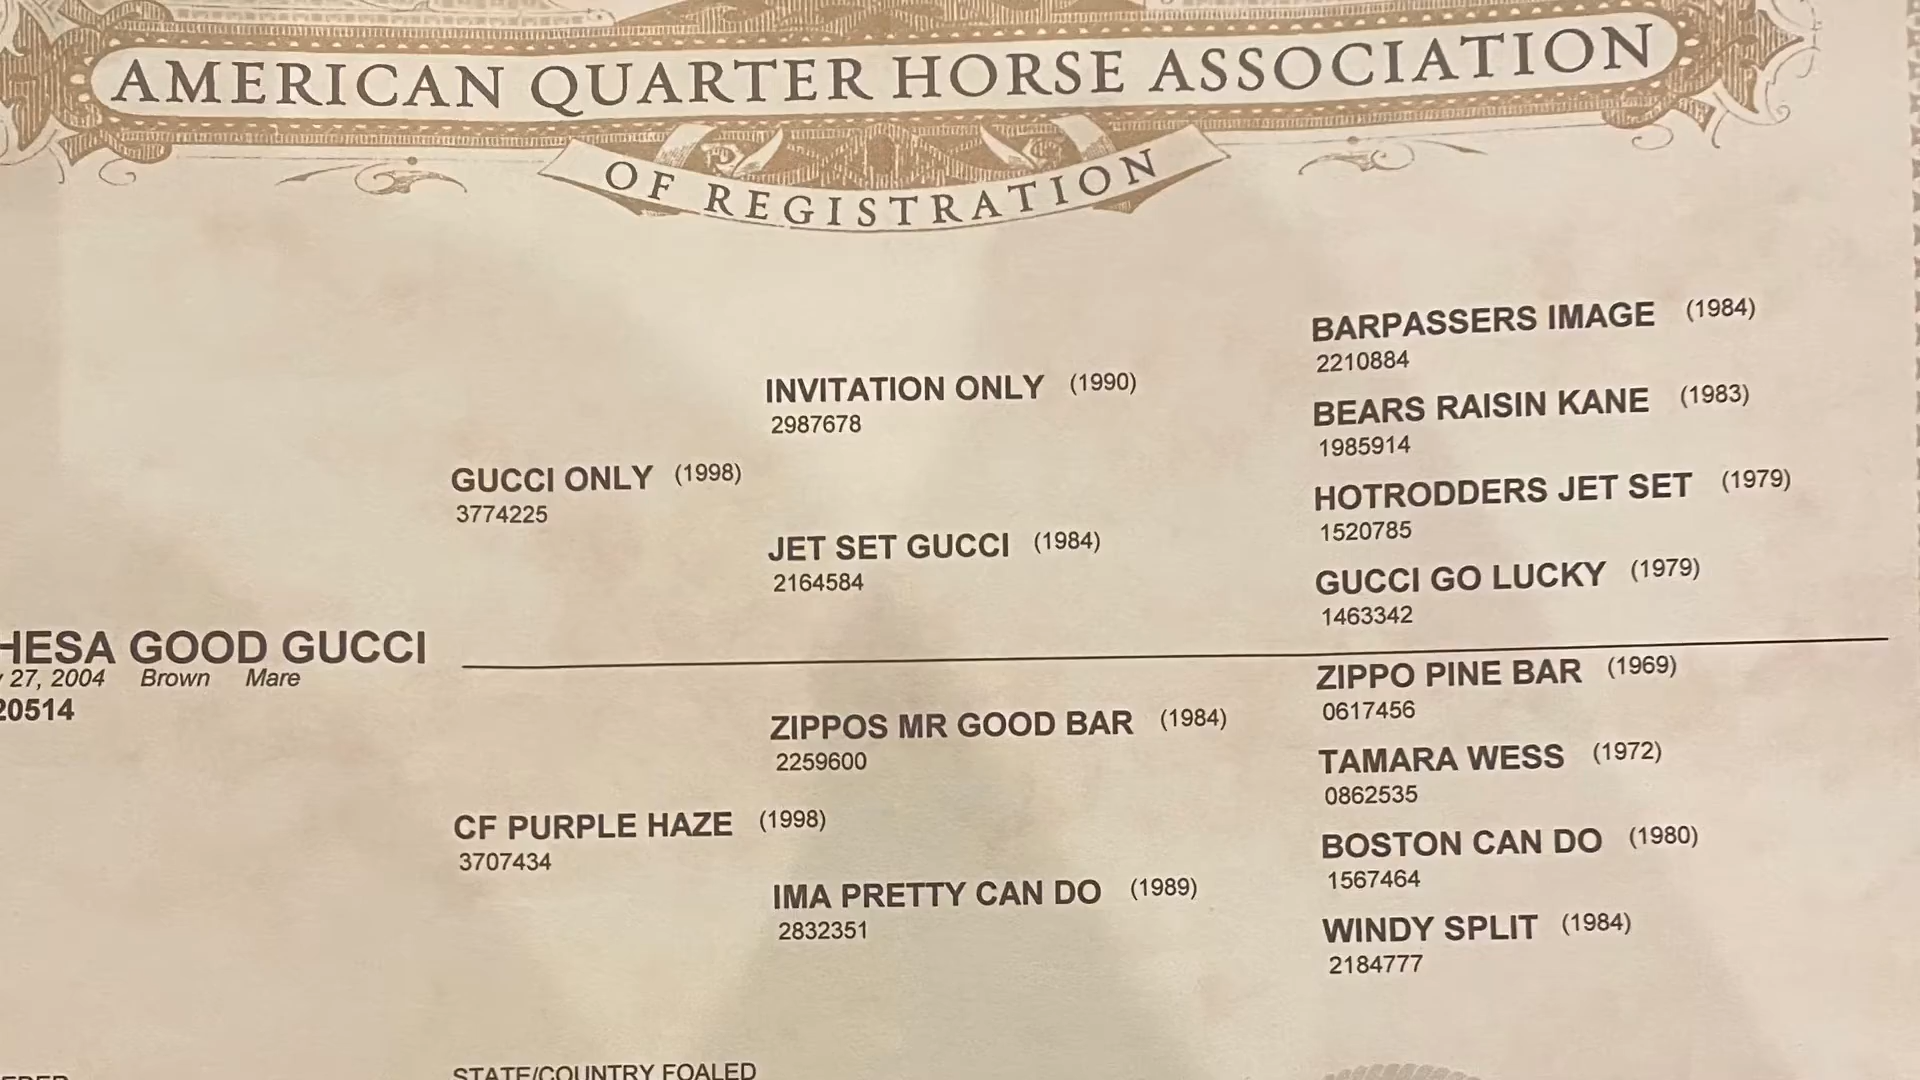 AMERICAN QUARTER HORSE ASSOCIATION
OF REGISTRATION
BARPASSERS IMAGE (1984)
2210884
INVITATION ONLY (1990)
2987678
BEARS RAISIN KANE (1983)
1985914
GUCCI ONLY (1998)
3774225
HOTRODDERS JET SET (1979)
1520785
JET SET GUCCI (1984)
2164584
GUCCI GO LUCKY (1979)
1463342
HESA GOOD GUCCI
27, 2004 Brown Mare
20514
ZIPPO PINE BAR (1969)
0617456
ZIPPOS MR GOOD BAR (1984)
2259600
TAMARA WESS (1972)
0862535
CF PURPLE HAZE (1998)
3707434
BOSTON CAN DO (1980)
1567464
IMA PRETTY CAN DO (1989)
2832351
WINDY SPLIT (1984)
2184777
STATE/COUNTRY FOALED